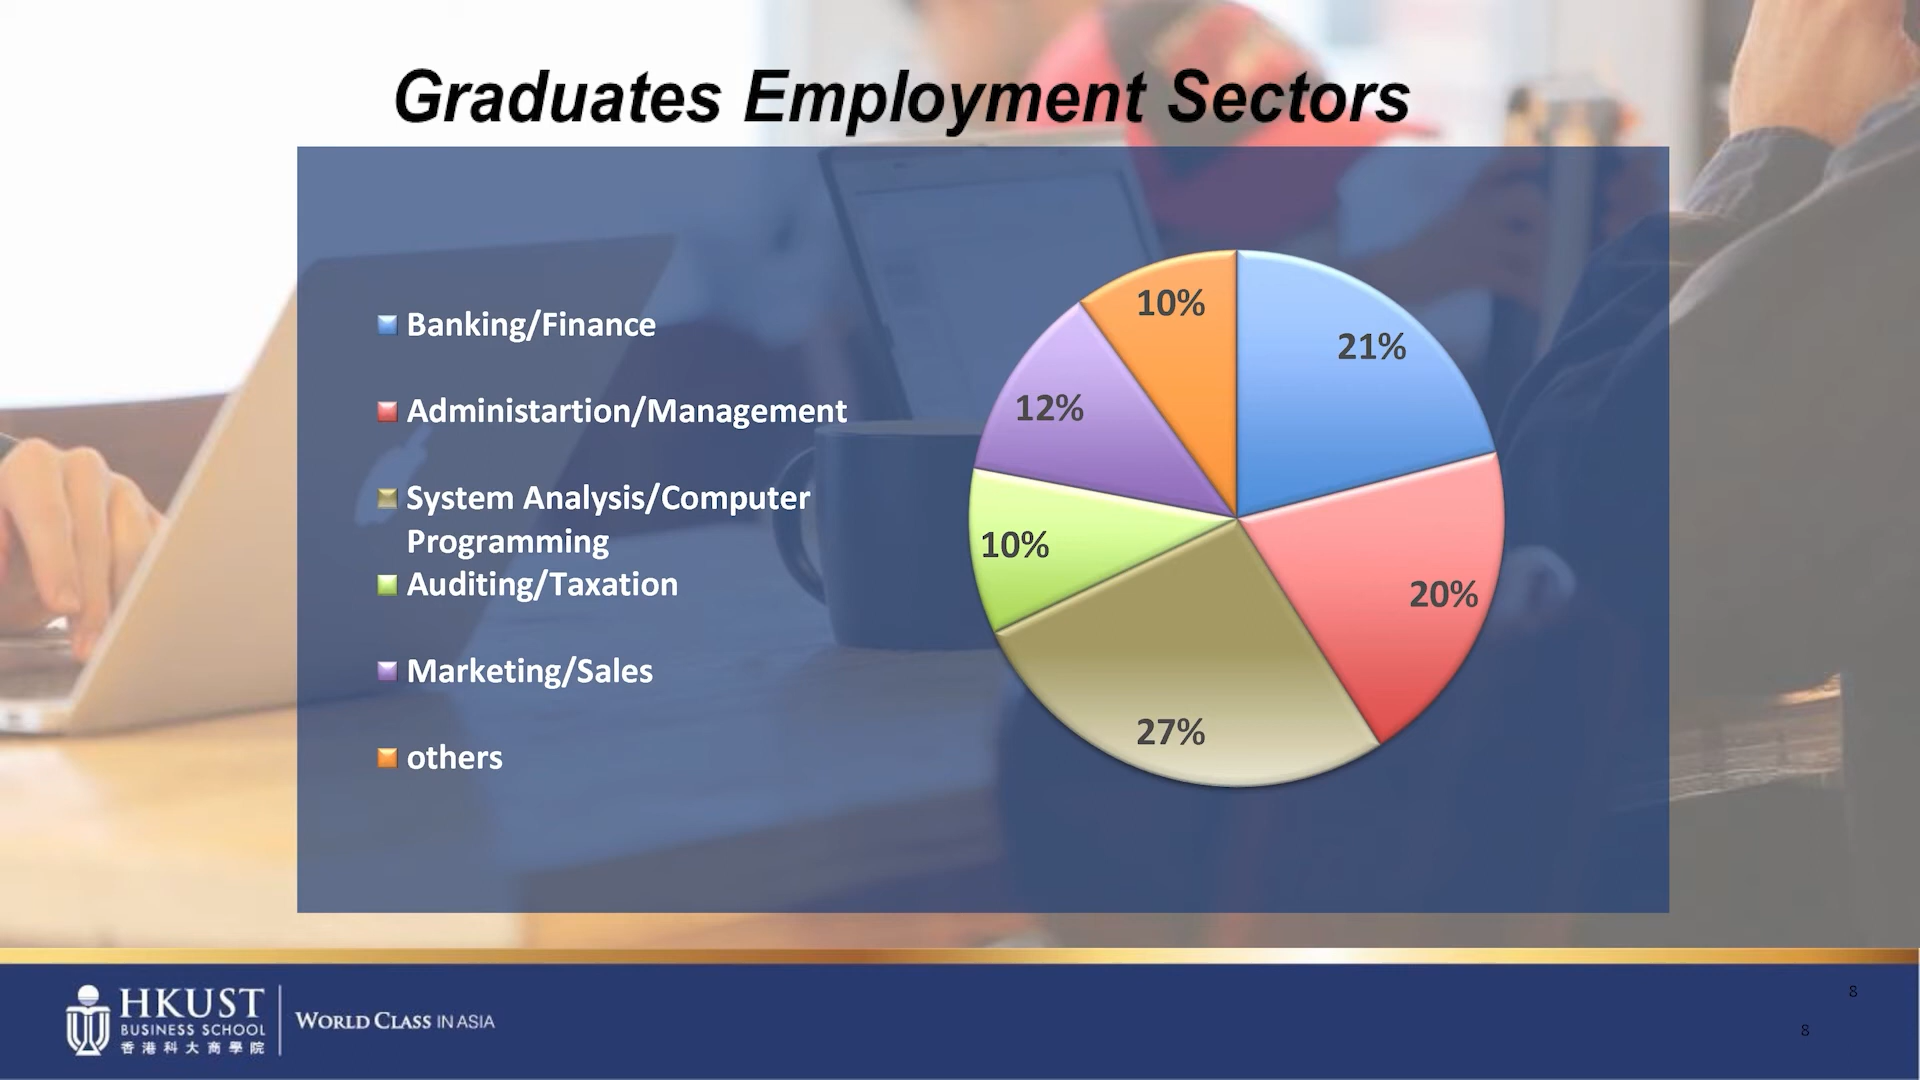 Graduates Employment Sectors
Banking/Finance
Administartion/Management
System Analysis/Computer
Programming
Auditing/Taxation
Marketing/Sales
others
21%
20%
27%
10%
12%
10%
HKUST
BUSINESS SCHOOL
香港科大商學院
WORLD CLASS IN ASIA
8
8